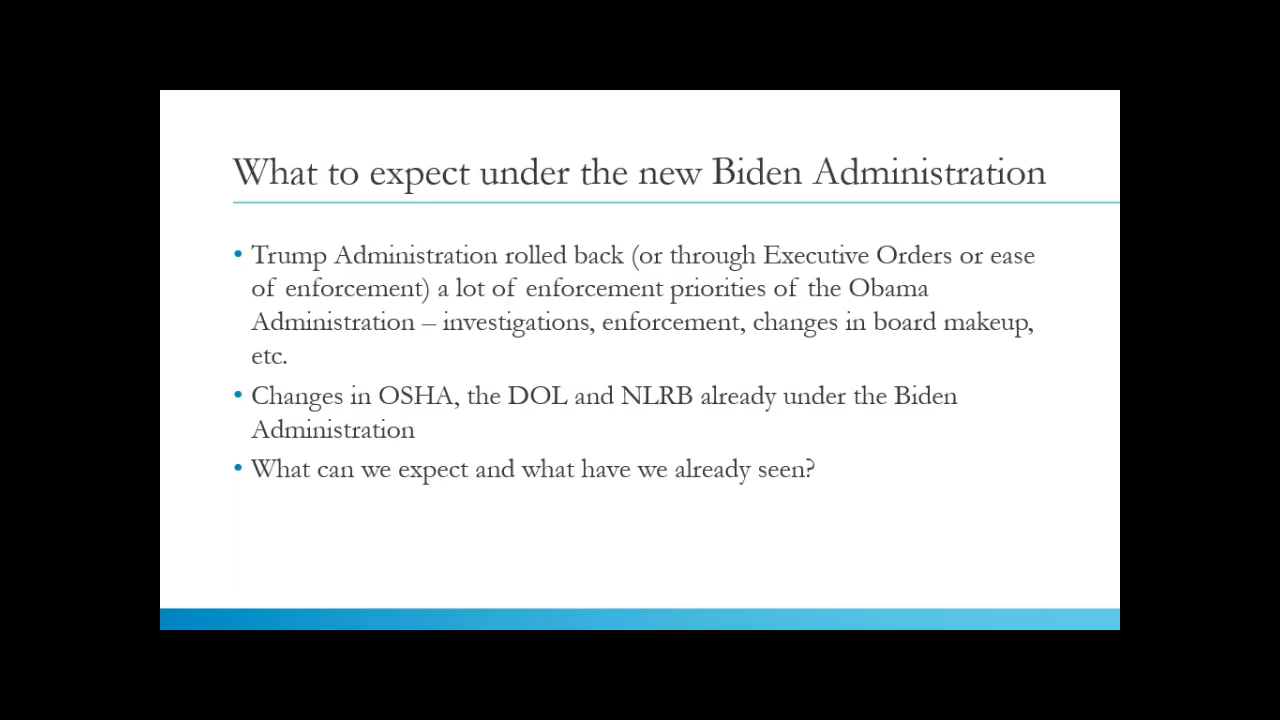 What to expect under the new Biden Administration
• Trump Administration rolled back (or through Executive Orders or ease
of enforcement) a lot of enforcement priorities of the Obama
Administration – investigations, enforcement, changes in board makeup,
etc.
• Changes in OSHA, the DOL and NLRB already under the Biden
Administration
• What can we expect and what have we already seen?